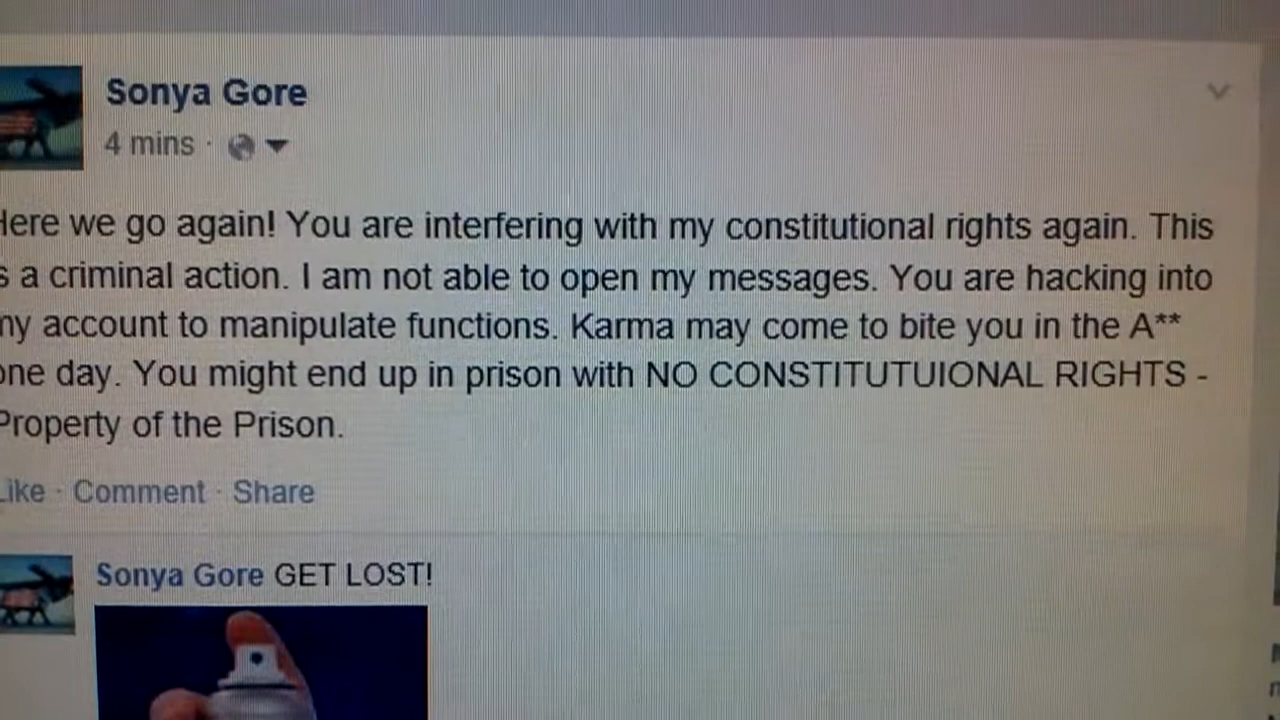 Sonya Gore
4 mins ·
Here we go again! You are interfering with my constitutional rights again. This
s a criminal action. I am not able to open my messages. You are hacking into
my account to manipulate functions. Karma may come to bite you in the A**
one day. You might end up in prison with NO CONSTITUTUIONAL RIGHTS -
Property of the Prison.
Like · Comment · Share
Sonya Gore GET LOST!